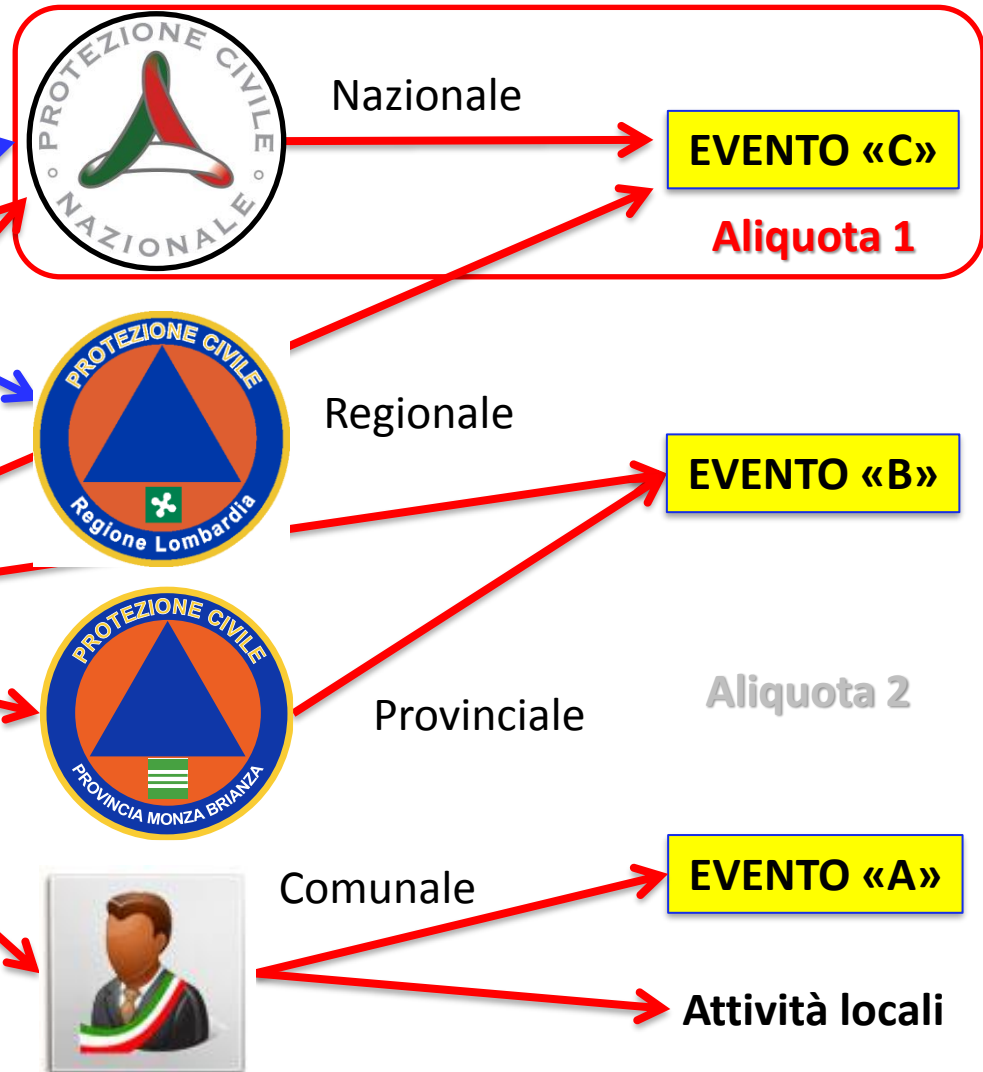 PROTEZIONE CIVILE
NAZIONALE
Nazionale
EVENTO «C»
Aliquota 1
PROTEZIONE CIVILE
Regione Lombardia
Regionale
EVENTO «B»
PROTEZIONE CIVILE
PROVINCIA MONZA BRIANZA
Provinciale
Aliquota 2
Comunale
EVENTO «A»
Attività locali